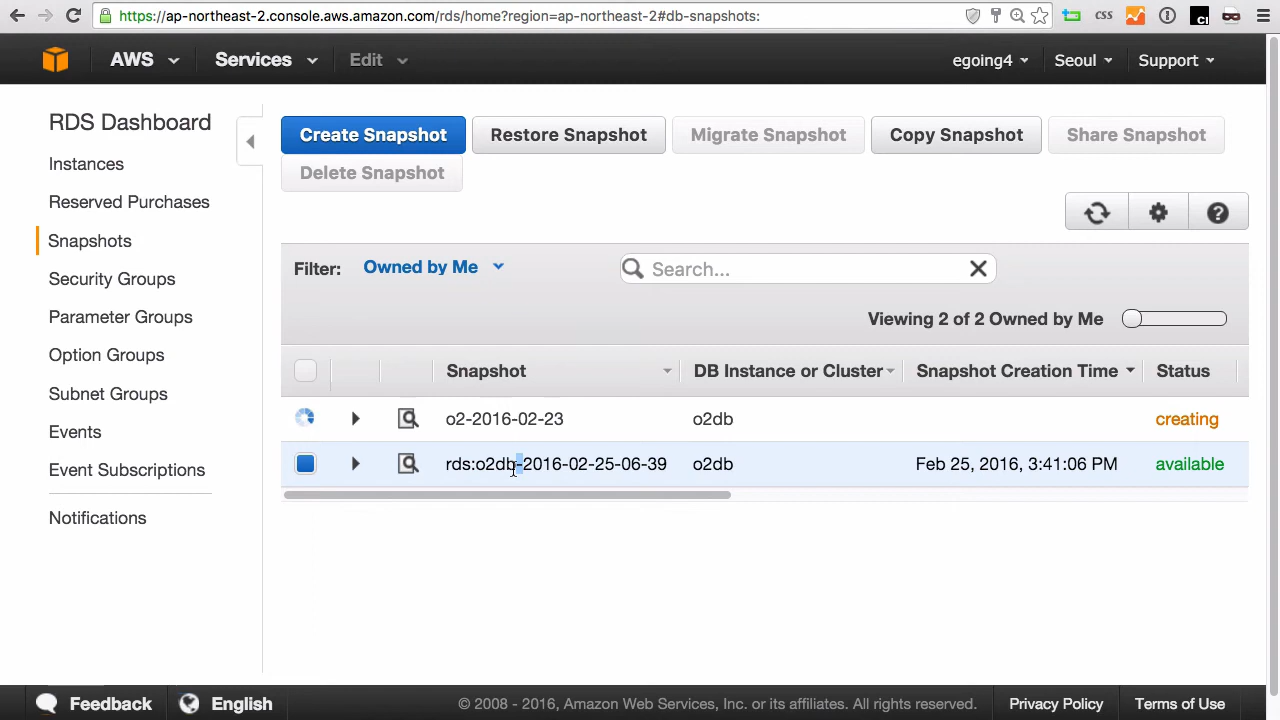 https://ap-northeast-2.console.aws.amazon.com/rds/home?region=ap-northeast-2#db-snapshots:
CSS
AWS Services Edit egoing4 Seoul Support
RDS Dashboard
Instances
Reserved Purchases
Snapshots
Security Groups
Parameter Groups
Option Groups
Subnet Groups
Events
Event Subscriptions
Notifications
Create Snapshot Restore Snapshot Migrate Snapshot Copy Snapshot Share Snapshot
Delete Snapshot
Filter: Owned by Me Search...
Viewing 2 of 2 Owned by Me
Snapshot DB Instance or Cluster Snapshot Creation Time Status
o2-2016-02-23 o2db creating
rds:o2db-2016-02-25-06-39 o2db Feb 25, 2016, 3:41:06 PM available
Feedback English © 2008 - 2016, Amazon Web Services, Inc. or its affiliates. All rights reserved. Privacy Policy Terms of Use